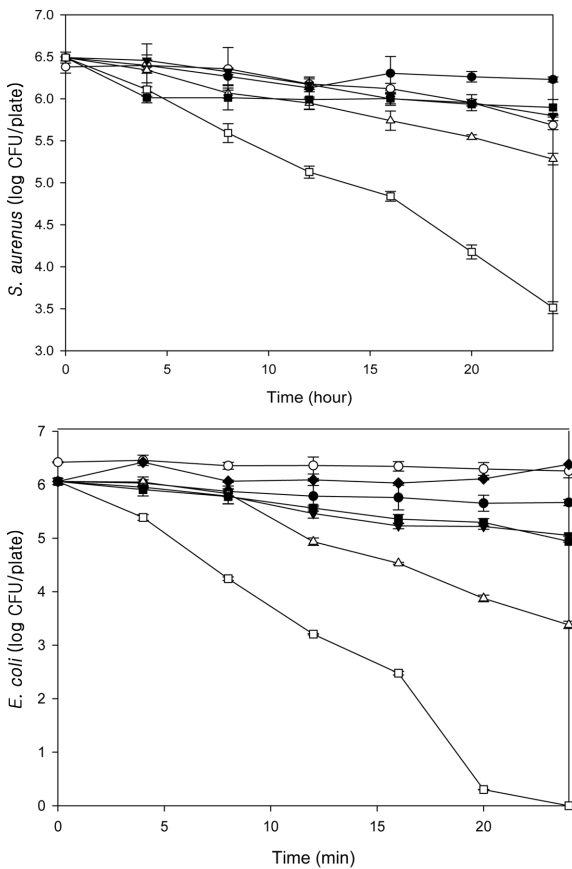 7.0
6.5
6.0
5.5
5.0
4.5
4.0
3.5
3.0
S. aurenus (log CFU/plate)
0 5 10 15 20
Time (hour)
7
6
5
4
3
2
1
0
E. coli (log CFU/plate)
0 5 10 15 20
Time (min)